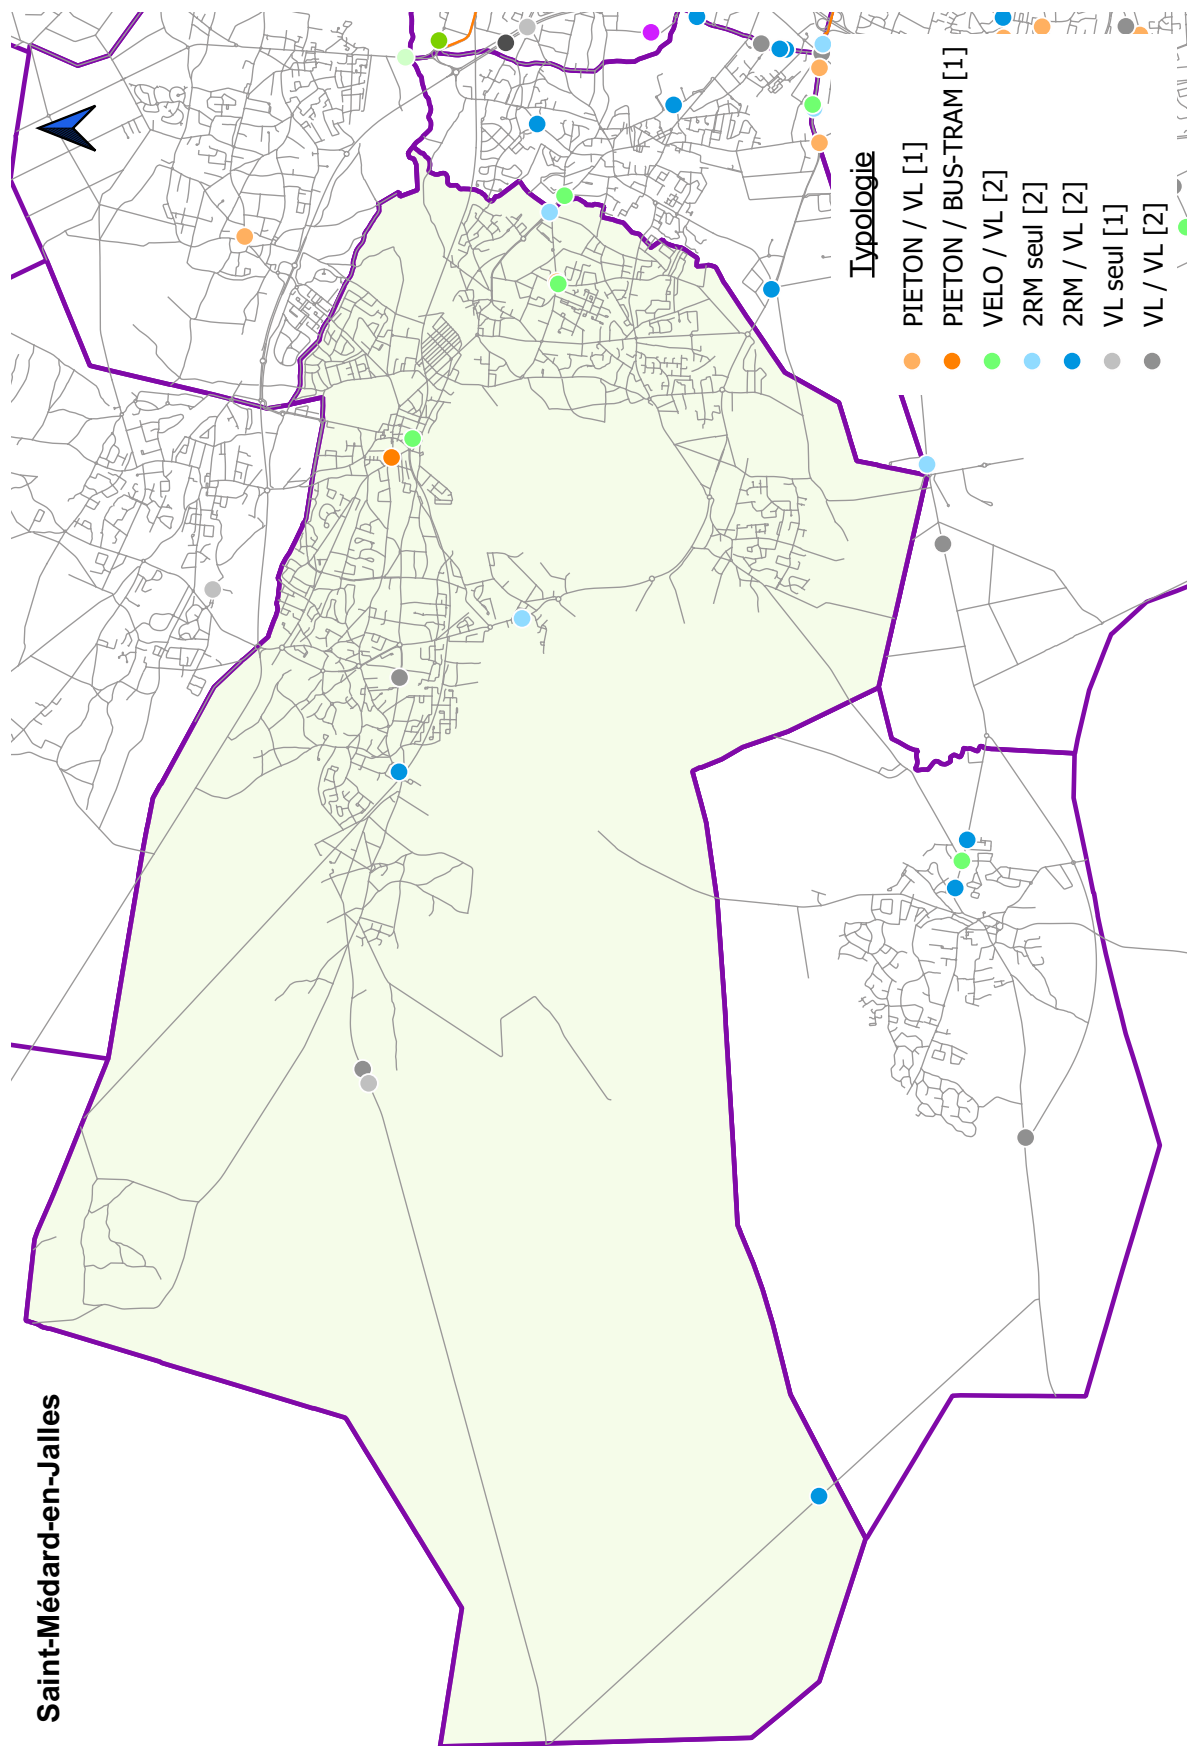 Saint-Médard-en-Jalles
Typologie
PIETON / VL [1]
PIETON / BUS-TRAM [1]
VELO / VL [2]
2RM seul [2]
2RM / VL [2]
VL seul [1]
VL / VL [2]